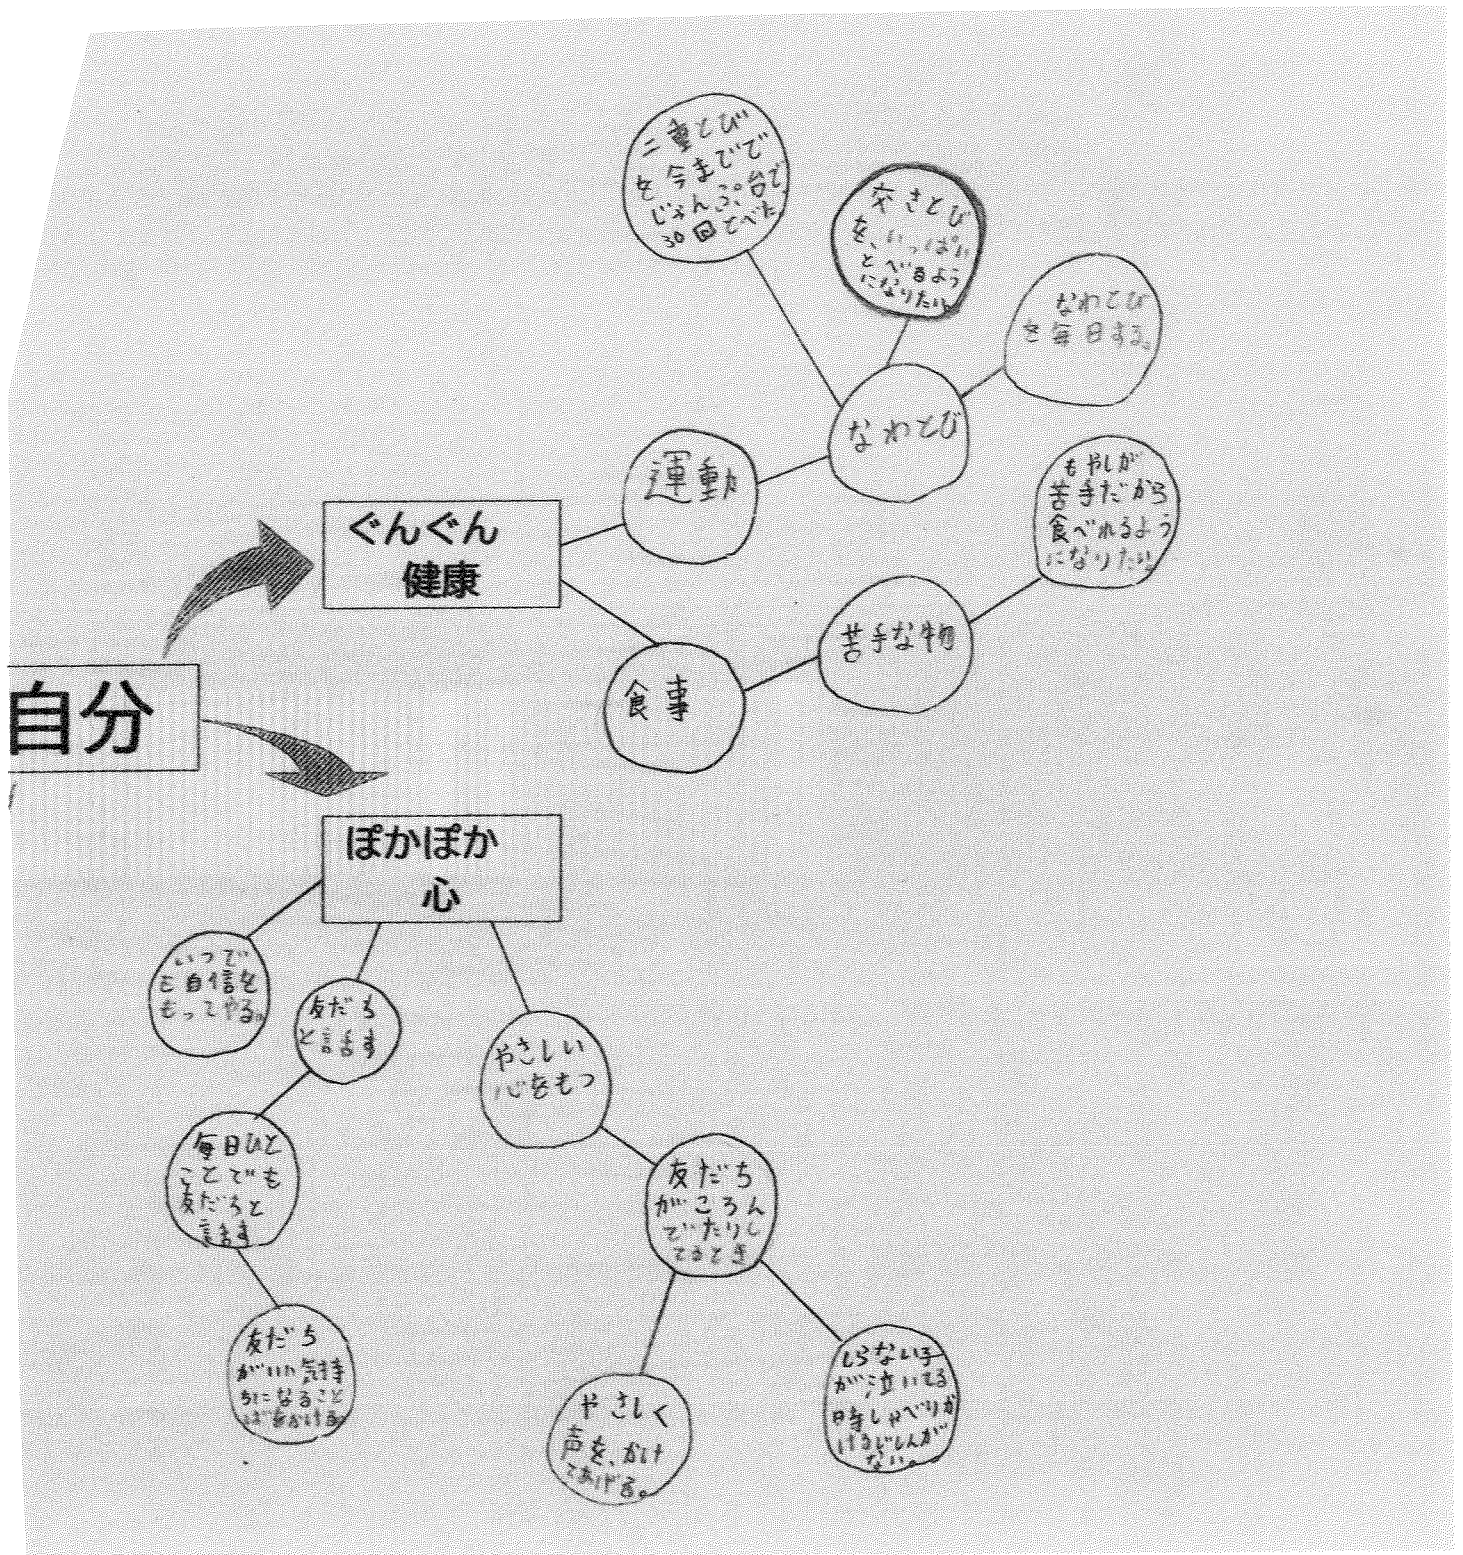 二重とび
を今までで
じゃんぷ台で
30回とべた
交さとび
を、いっぱい
とべるよう
になりたい。
なわとび
を毎日する。
なわとび
運動
もやしが
苦手だから
食べれるよう
になりたい。
ぐんぐん
健康
苦手な物
食事
自分
ぽかぽか
心
いつで
も自信を
もってやる。
友だち
と話す
やさしい
心をもつ
毎日ひと
ことでも
友だちと
話す
友だち
がころん
でたりし
てるとき
友だち
がいい気持
ちになること
ばをかける。
やさしく
声を、かけ
てあげる。
しらない子
が泣いてる
時しゃべりか
けるじしんが
ない。